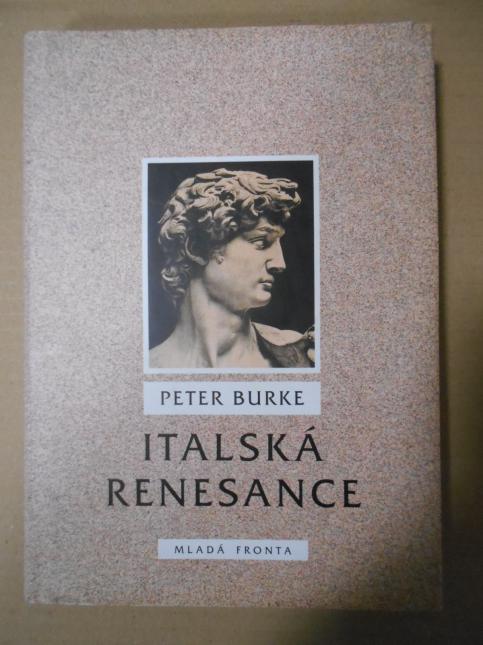 PETER BURKE
ITALSKÁ
RENESANCE
MLADÁ FRONTA